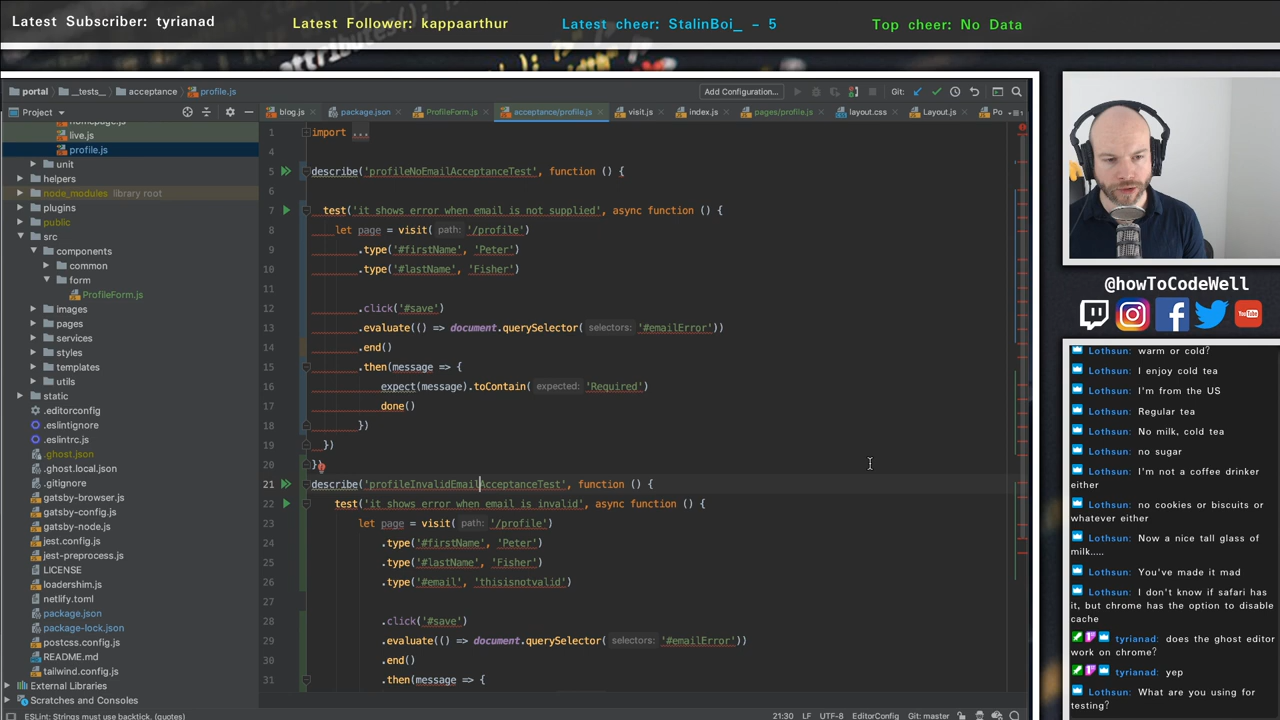 Latest Subscriber: tyrianad
Latest Follower: kappaarthur
Latest cheer: StalinBoi_ - 5
Top cheer: No Data
portal
__tests__
acceptance
profile.js
Add Configuration...
Git:
Project
blog.js
package.json
ProfileForm.js
acceptance/profile.js
visit.js
index.js
pages/profile.js
layout.css
Layout.js
Po
homepage.js
live.js
profile.js
unit
helpers
node_modules library root
plugins
public
src
components
common
form
ProfileForm.js
images
pages
services
styles
templates
utils
static
.editorconfig
.eslintignore
.eslintrc.js
.ghost.json
.ghost.local.json
.gitignore
gatsby-browser.js
gatsby-config.js
gatsby-node.js
jest.config.js
jest-preprocess.js
LICENSE
loadershim.js
netlify.toml
package.json
package-lock.json
postcss.config.js
README.md
tailwind.config.js
External Libraries
Scratches and Consoles
1 import ...
4
5 describe('profileNoEmailAcceptanceTest', function () {
6
7 test('it shows error when email is not supplied', async function () {
8 let page = visit( path: '/profile')
9 .type('#firstName', 'Peter')
10 .type('#lastName', 'Fisher')
11
12 .click('#save')
13 .evaluate(() => document.querySelector( selectors: '#emailError'))
14 .end()
15 .then(message => {
16 expect(message).toContain( expected: 'Required')
17 done()
18 })
19 })
20 })
21 describe('profileInvalidEmailAcceptanceTest', function () {
22 test('it shows error when email is invalid', async function () {
23 let page = visit( path: '/profile')
24 .type('#firstName', 'Peter')
25 .type('#lastName', 'Fisher')
26 .type('#email', 'thisisnotvalid')
27
28 .click('#save')
29 .evaluate(() => document.querySelector( selectors: '#emailError'))
30 .end()
31 .then(message => {
ESLint: Strings must use backtick. (quotes)
21:30 LF UTF-8 EditorConfig Git: master
@howToCodeWell
You Tube
Lothsun: warm or cold?
Lothsun: I enjoy cold tea
Lothsun: I'm from the US
Lothsun: Regular tea
Lothsun: No milk, cold tea
Lothsun: no sugar
Lothsun: I'm not a coffee drinker
either
Lothsun: no cookies or biscuits or
whatever either
Lothsun: Now a nice tall glass of
milk.....
Lothsun: You've made it mad
Lothsun: I don't know if safari has
it, but chrome has the option to disable
cache
tyrianad: does the ghost editor
work on chrome?
tyrianad: yep
Lothsun: What are you using for
testing?